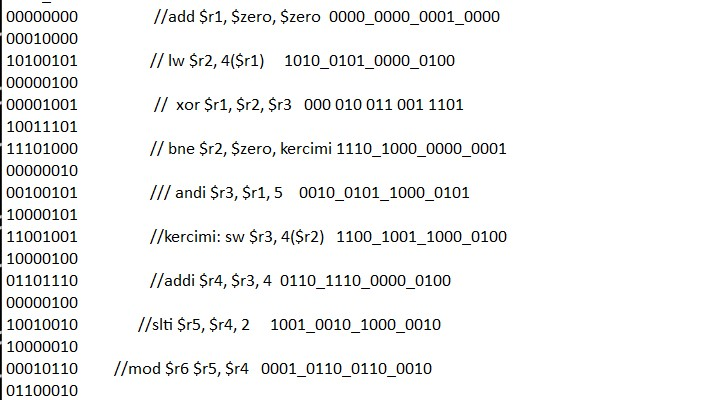 00000000 //add $r1, $zero, $zero 0000_0000_0001_0000
00010000
10100101 // lw $r2, 4($r1) 1010_0101_0000_0100
00000100
00001001 // xor $r1, $r2, $r3 000 010 011 001 1101
10011101
11101000 // bne $r2, $zero, kercimi 1110_1000_0000_0001
00000010
00100101 /// andi $r3, $r1, 5 0010_0101_1000_0101
10000101
11001001 //kercimi: sw $r3, 4($r2) 1100_1001_1000_0100
10000100
01101110 //addi $r4, $r3, 4 0110_1110_0000_0100
00000100
10010010 //slti $r5, $r4, 2 1001_0010_1000_0010
10000010
00010110 //mod $r6 $r5, $r4 0001_0110_0110_0010
01100010